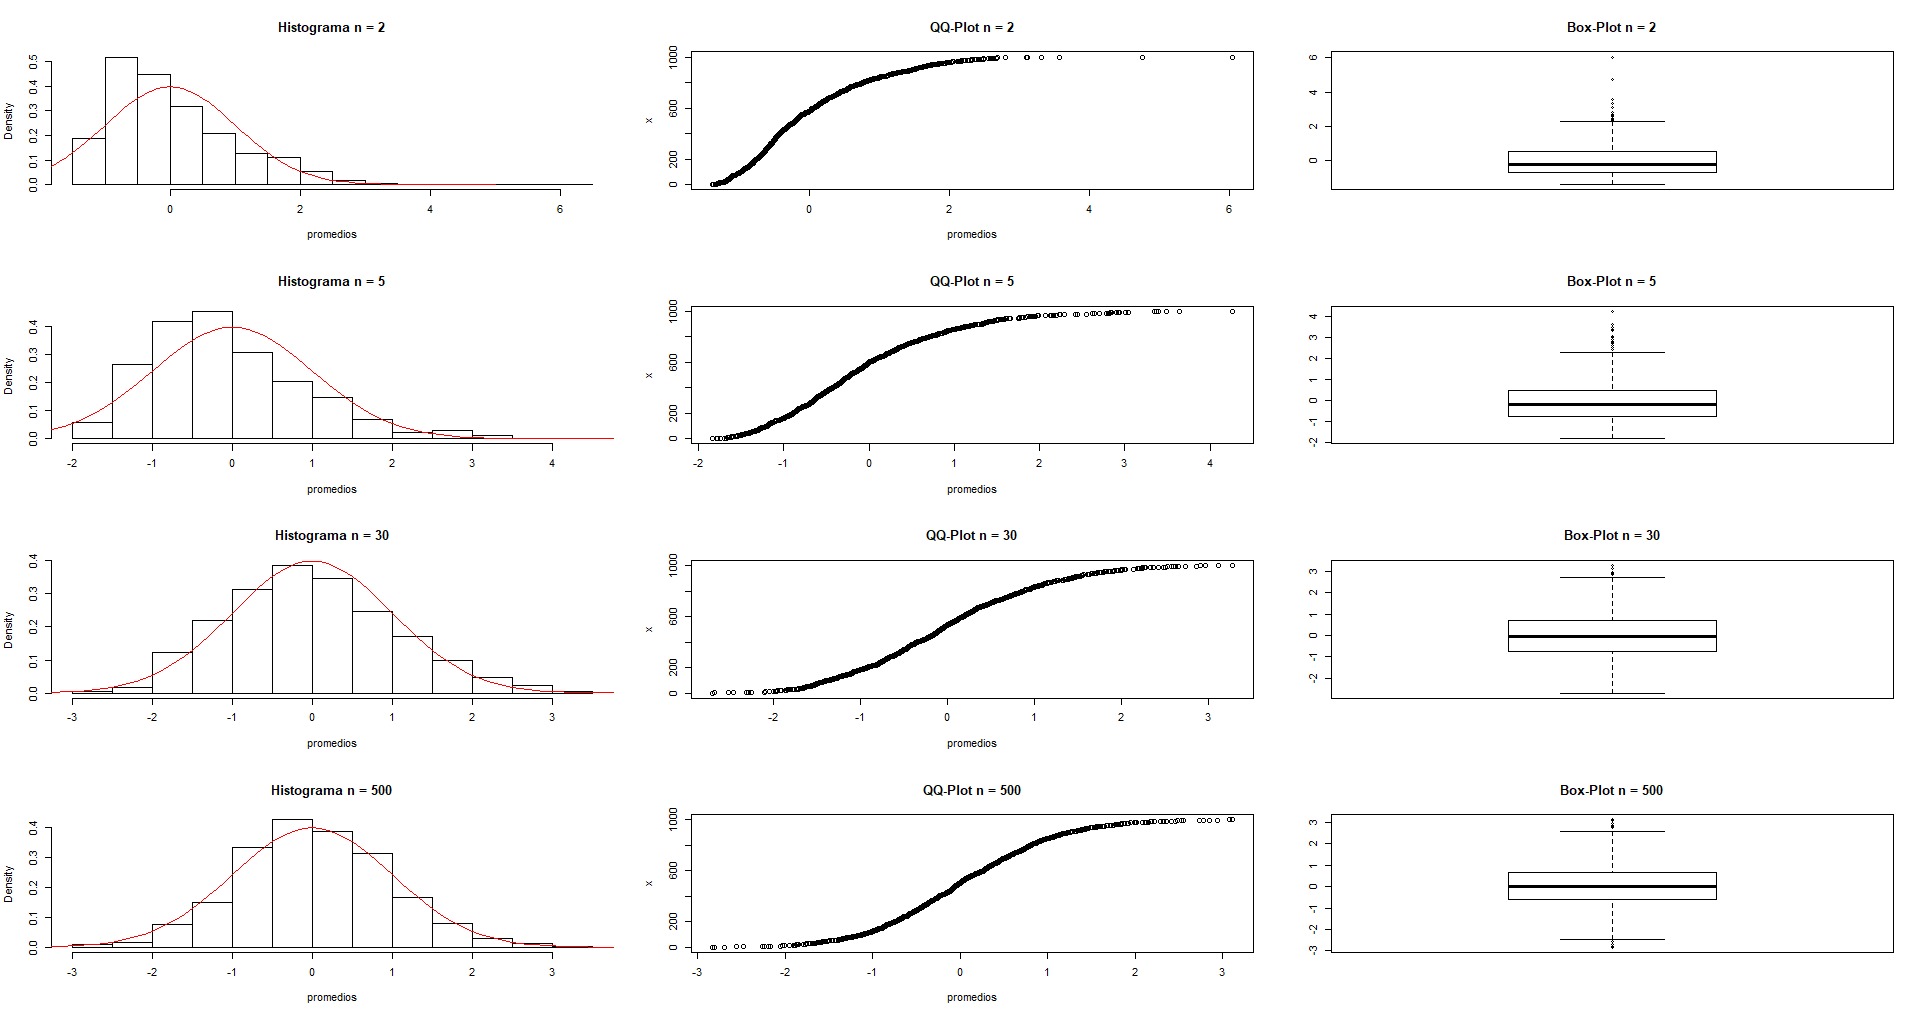 Histograma n = 2
Density
0.0 0.1 0.2 0.3 0.4 0.5
0 2 4 6
promedios
QQ-Plot n = 2
x
0 200 600 1000
0 2 4 6
promedios
Box-Plot n = 2
0 2 4 6
Histograma n = 5
Density
0.0 0.1 0.2 0.3 0.4
-2 -1 0 1 2 3 4
promedios
QQ-Plot n = 5
x
0 200 600 1000
-2 -1 0 1 2 3 4
promedios
Box-Plot n = 5
-2 -1 0 1 2 3 4
Histograma n = 30
Density
0.0 0.1 0.2 0.3 0.4
-3 -2 -1 0 1 2 3
promedios
QQ-Plot n = 30
x
0 200 600 1000
-2 -1 0 1 2 3
promedios
Box-Plot n = 30
-2 -1 0 1 2 3
Histograma n = 500
Density
0.0 0.1 0.2 0.3 0.4
-3 -2 -1 0 1 2 3
promedios
QQ-Plot n = 500
x
0 200 600 1000
-3 -2 -1 0 1 2 3
promedios
Box-Plot n = 500
-3 -2 -1 0 1 2 3